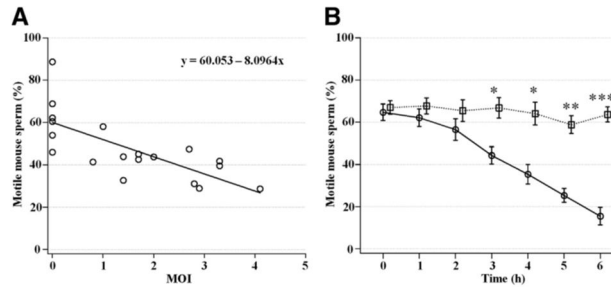 A
y = 60.053 – 8.0964x
Motile mouse sperm (%)
100
80
60
40
20
0
0 1 2 3 4 5
MOI
B
Motile mouse sperm (%)
100
80
60
40
20
0
* * ** ***
0 1 2 3 4 5 6
Time (h)